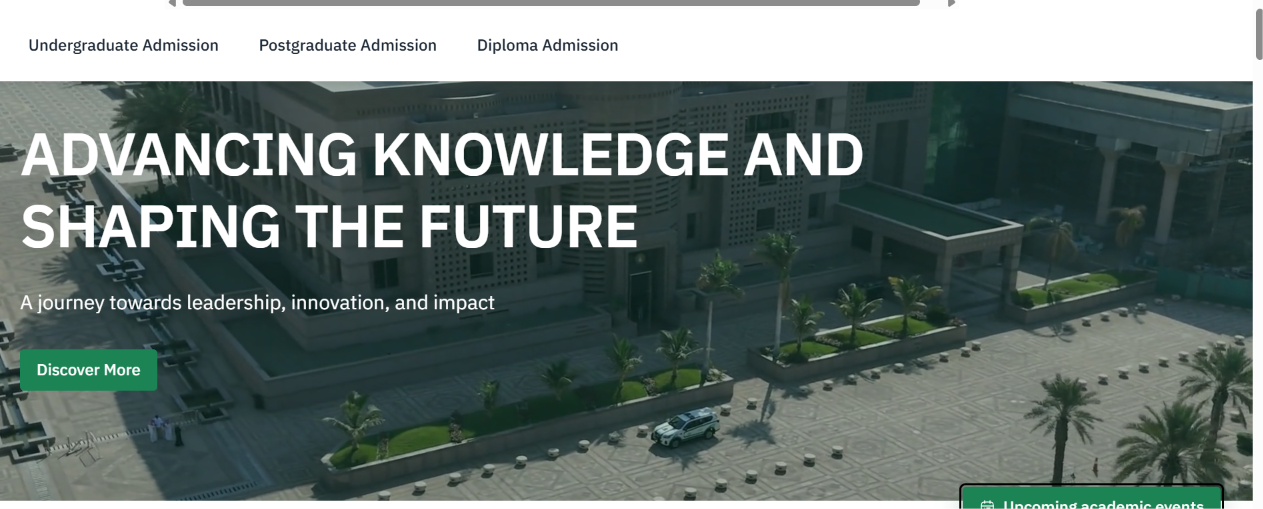 Undergraduate Admission
Postgraduate Admission
Diploma Admission
ADVANCING KNOWLEDGE AND
SHAPING THE FUTURE
A journey towards leadership, innovation, and impact
Discover More
Upcoming academic events